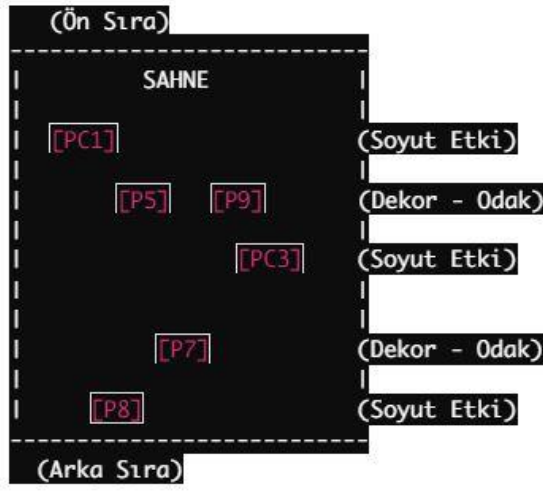 (Ön Sıra)
SAHNE
[PC1] (Soyut Etki)
[P5] [P9] (Dekor - Odak)
[PC3] (Soyut Etki)
[P7] (Dekor - Odak)
[P8] (Soyut Etki)
(Arka Sıra)